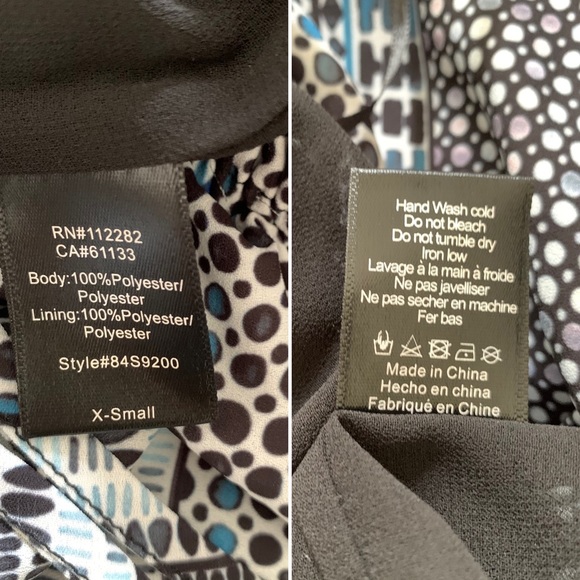 RN#112282
CA#61133
Body:100%Polyester/
Polyester
Lining:100%Polyester/
Polyester
Style#84S9200
X-Small
Hand Wash cold
Do not bleach
Do not tumble dry
Iron low
Lavage à la main à froide
Ne pas javelliser
Ne pas secher en machine
Fer bas
Made in China
Hecho en china
Fabriqué en Chine